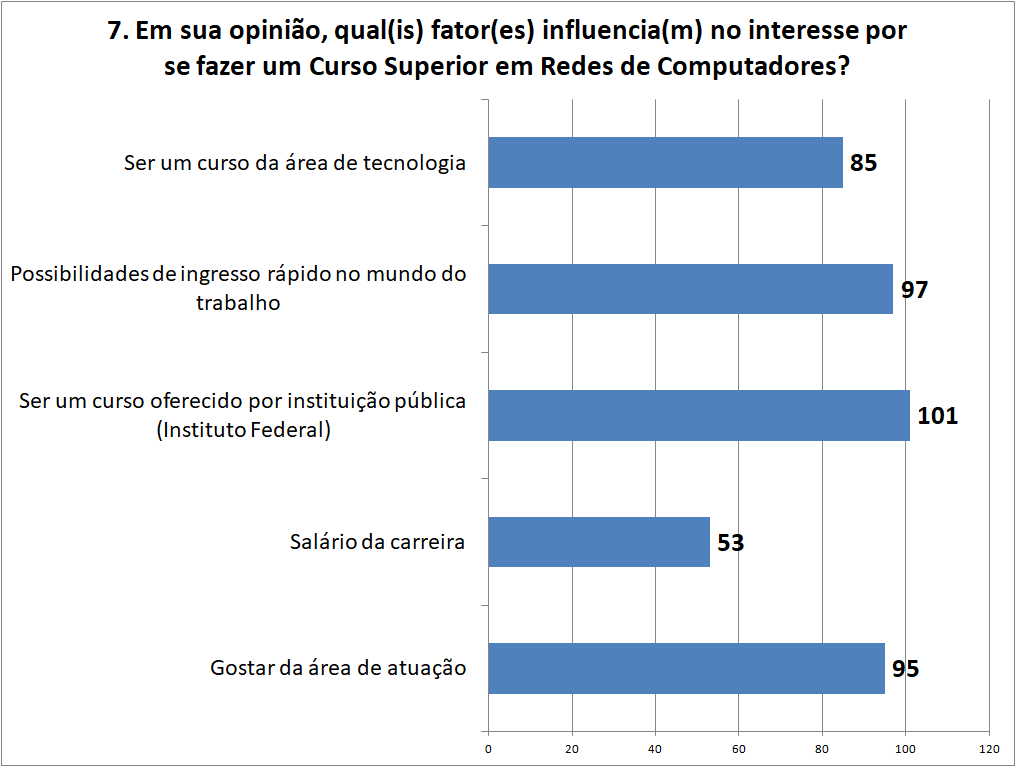 7. Em sua opinião, qual(is) fator(es) influencia(m) no interesse por
se fazer um Curso Superior em Redes de Computadores?
Ser um curso da área de tecnologia
85
Possibilidades de ingresso rápido no mundo do
trabalho
97
Ser um curso oferecido por instituição pública
(Instituto Federal)
101
Salário da carreira
53
Gostar da área de atuação
95
0 20 40 60 80 100 120